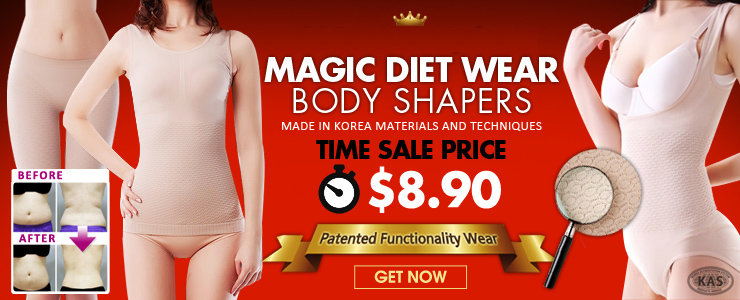 MAGIC DIET WEAR
BODY SHAPERS
MADE IN KOREA MATERIALS AND TECHNIQUES
TIME SALE PRICE
$8.90
Patented Functionality Wear
GET NOW
BEFORE
AFTER
KAS